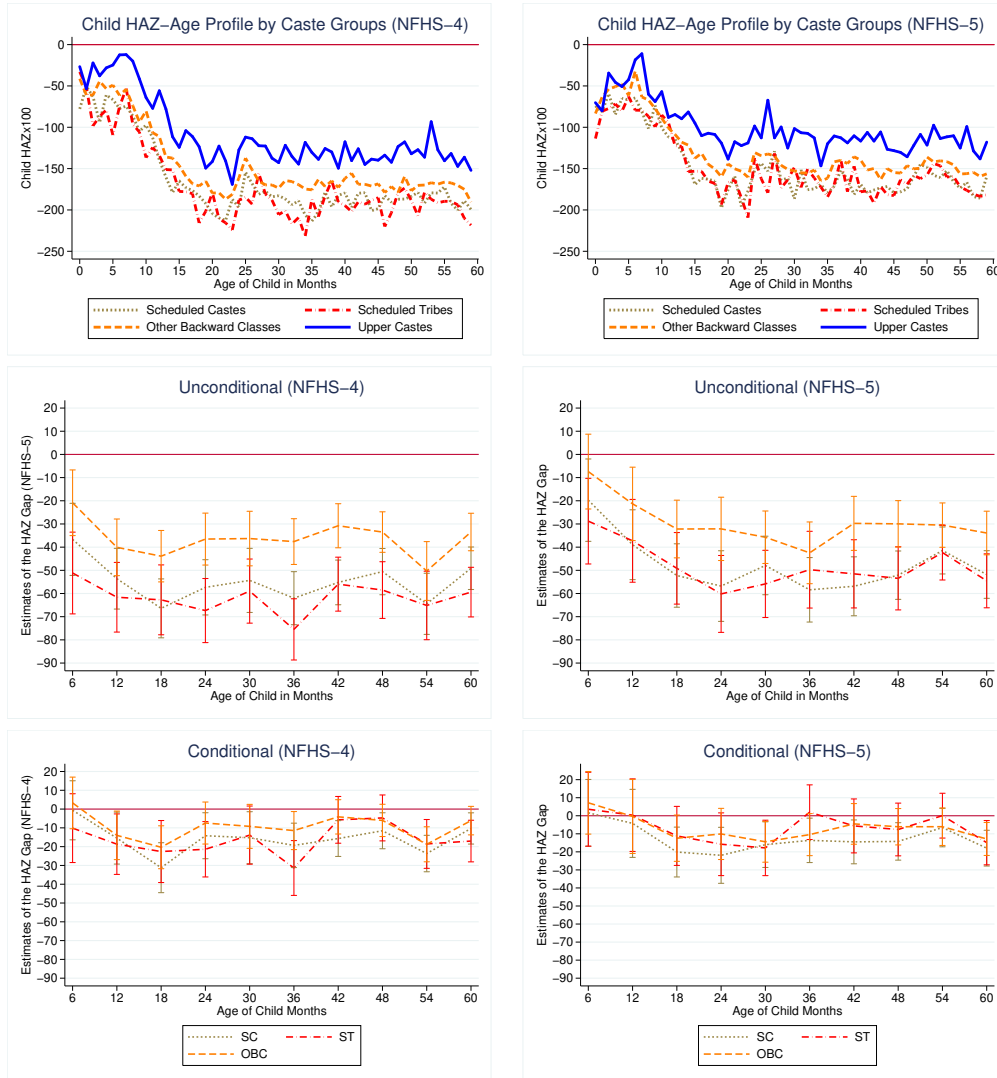 Child HAZ−Age Profile by Caste Groups (NFHS−4)
Child HAZx100
0
−50
−100
−150
−200
−250
0 5 10 15 20 25 30 35 40 45 50 55 60
Age of Child in Months
Scheduled Castes Scheduled Tribes
Other Backward Classes Upper Castes
Child HAZ−Age Profile by Caste Groups (NFHS−5)
Child HAZx100
0
−50
−100
−150
−200
−250
0 5 10 15 20 25 30 35 40 45 50 55 60
Age of Child in Months
Scheduled Castes Scheduled Tribes
Other Backward Classes Upper Castes
Unconditional (NFHS−4)
Estimates of the HAZ Gap (NFHS−5)
20
10
0
−10
−20
−30
−40
−50
−60
−70
−80
−90
6 12 18 24 30 36 42 48 54 60
Age of Child in Months
Unconditional (NFHS−5)
Estimates of the HAZ Gap
20
10
0
−10
−20
−30
−40
−50
−60
−70
−80
−90
6 12 18 24 30 36 42 48 54 60
Age of Child in Months
Conditional (NFHS−4)
Estimates of the HAZ Gap (NFHS−4)
20
10
0
−10
−20
−30
−40
−50
−60
−70
−80
−90
6 12 18 24 30 36 42 48 54 60
Age of Child Months
SC ST
OBC
Conditional (NFHS−5)
Estimates of the HAZ Gap
20
10
0
−10
−20
−30
−40
−50
−60
−70
−80
−90
6 12 18 24 30 36 42 48 54 60
Age of Child Months
SC ST
OBC